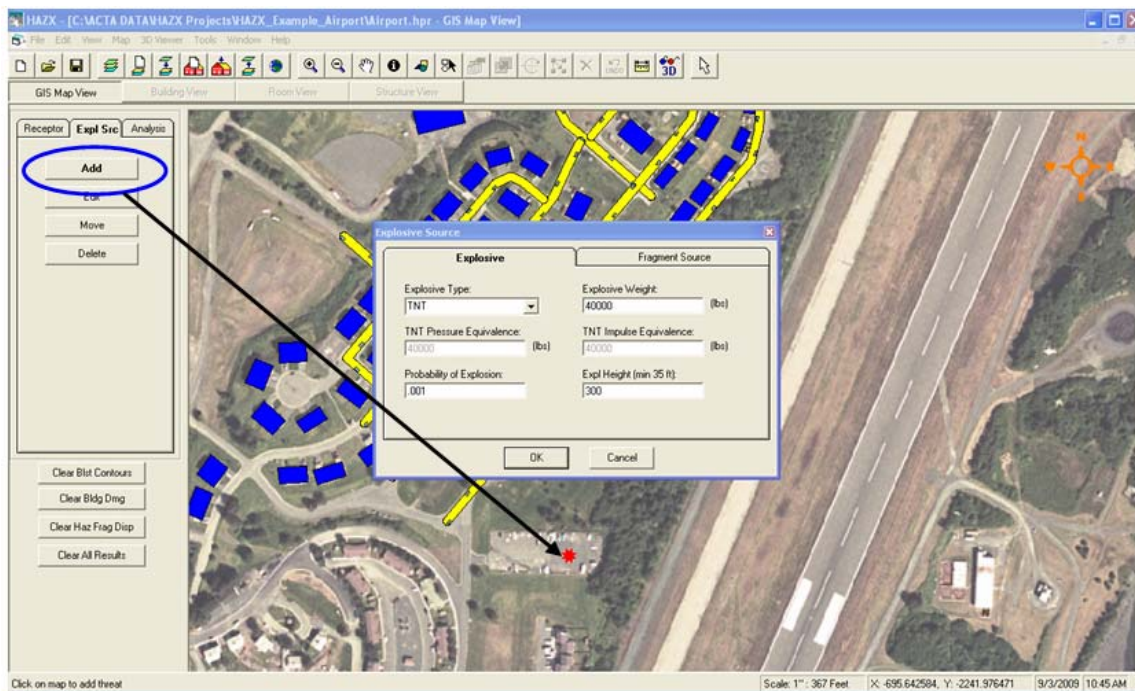 HAZX - [C:\ACTA DATA\HAZX Projects\HAZX_Example_Airport\Airport.hpr - GIS Map View]
File Edit View Map 3D Viewer Tools Window Help
UNDO 3D
GIS Map View Building View Room View Structure View
Receptor Expl Src Analysis
Add
Edit
Move
Delete
Clear Blst Contours
Clear Bldg Dmg
Clear Haz Frag Disp
Clear All Results
N
Explosive Source
Explosive Fragment Source
Explosive Type: Explosive Weight:
TNT 40000 (lbs)
TNT Pressure Equivalence: TNT Impulse Equivalence:
40000 (lbs) 40000 (lbs)
Probability of Explosion: Expl Height (min 35 ft):
.001 300
OK Cancel
Click on map to add threat Scale: 1" : 367 Feet X: -695.642584, Y: -2241.976471 9/3/2009 10:45 AM